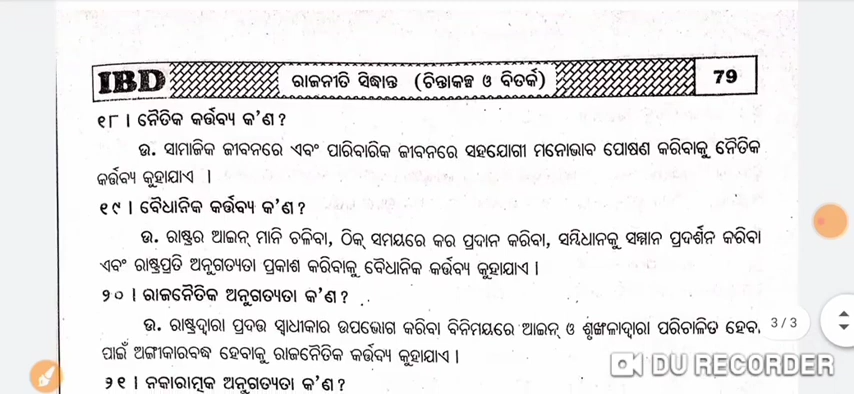 IBD ରାଜନୀତି ସିଦ୍ଧାନ୍ତ (ଚିନ୍ତାକଳ୍ପ ଓ ବିତର୍କ) 79
୧୮ । ନୈତିକ କର୍ତ୍ତବ୍ୟ କ'ଣ ?
ଉ. ସାମାଜିକ ଜୀବନରେ ଏବଂ ପାରିବାରିକ ଜୀବନରେ ସହଯୋଗୀ ମନୋଭାବ ପୋଷଣ କରିବାକୁ ନୈତିକ
କର୍ତ୍ତବ୍ୟ କୁହାଯାଏ ।
୧୯ । ବୈଧାନିକ କର୍ତ୍ତବ୍ୟ କ'ଣ ?
ଉ. ରାଷ୍ଟ୍ରର ଆଇନ୍ ମାନି ଚଳିବା, ଠିକ୍ ସମୟରେ କର ପ୍ରଦାନ କରିବା, ସମ୍ବିଧାନକୁ ସମ୍ମାନ ପ୍ରଦର୍ଶନ କରିବା
ଏବଂ ରାଷ୍ଟ୍ରପ୍ରତି ଅନୁଗତ୍ୟତା ପ୍ରକାଶ କରିବାକୁ ବୈଧାନିକ କର୍ତ୍ତବ୍ୟ କୁହାଯାଏ ।
୨୦ । ରାଜନୈତିକ ଅନୁଗତ୍ୟତା କ'ଣ ?
ଉ. ରାଷ୍ଟ୍ରଦ୍ୱାରା ପ୍ରଦତ୍ତ ସ୍ୱାଧୀକାର ଉପଭୋଗ କରିବା ବିନିମୟରେ ଆଇନ୍ ଓ ଶୃଙ୍ଖଳାଦ୍ୱାରା ପରିଚାଳିତ ହେବା 3/3
ପାଇଁ ଅଙ୍ଗୀକାରବଦ୍ଧ ହେବାକୁ ରାଜନୈତିକ କର୍ତ୍ତବ୍ୟ କୁହାଯାଏ ।
DU RECORDER
୨୧ । ନକାରାତ୍ମକ ଅନୁଗତ୍ୟତା କ'ଣ ?